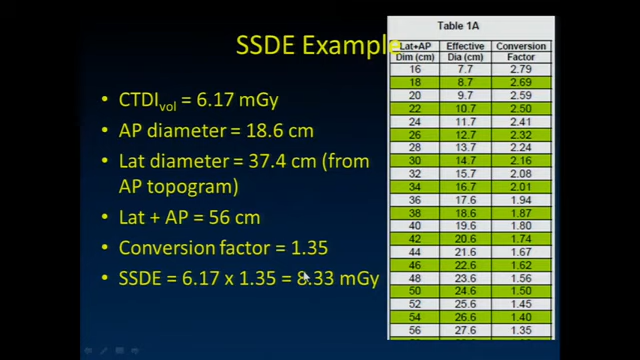 SSDE Example
• CTDIvol = 6.17 mGy
• AP diameter = 18.6 cm
• Lat diameter = 37.4 cm (from
AP topogram)
• Lat + AP = 56 cm
• Conversion factor = 1.35
• SSDE = 6.17 x 1.35 = 8.33 mGy
Table 1A
Lat+AP Effective Conversion
Dim (cm) Dia (cm) Factor
16 7.7 2.79
18 8.7 2.69
20 9.7 2.59
22 10.7 2.50
24 11.7 2.41
26 12.7 2.32
28 13.7 2.24
30 14.7 2.16
32 15.7 2.08
34 16.7 2.01
36 17.6 1.94
38 18.6 1.87
40 19.6 1.80
42 20.6 1.74
44 21.6 1.67
46 22.6 1.62
48 23.6 1.56
50 24.6 1.50
52 25.6 1.45
54 26.6 1.40
56 27.6 1.35